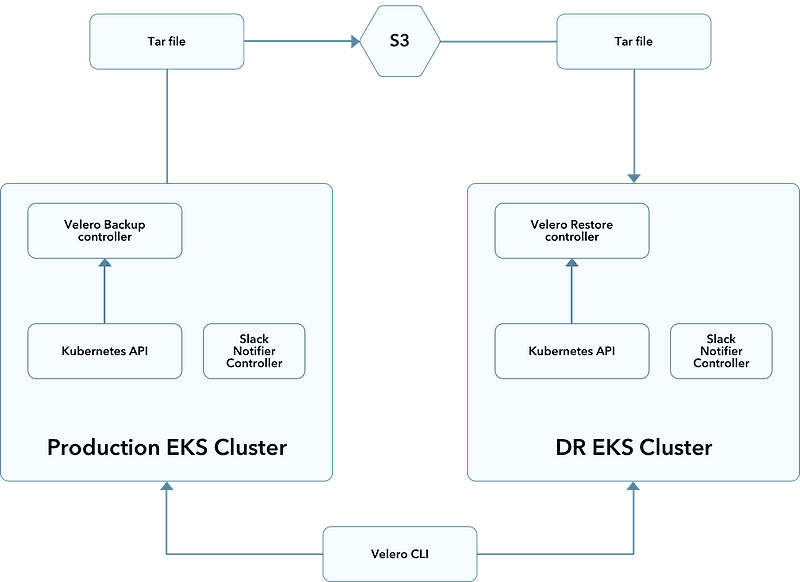 Tar file
S3
Tar file
Velero Backup
controller
Velero Restore
controller
Kubernetes API
Slack
Notifier
Controller
Kubernetes API
Slack
Notifier
Controller
Production EKS Cluster
DR EKS Cluster
Velero CLI